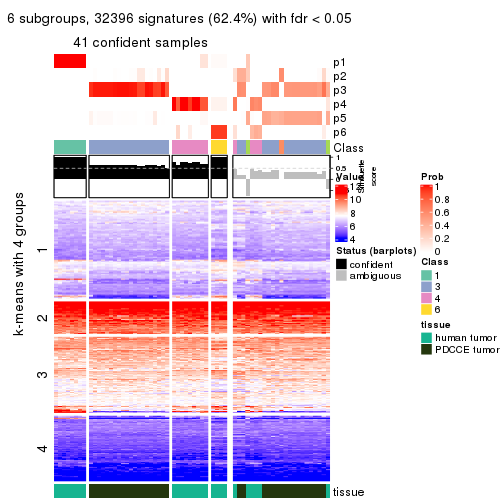 6 subgroups, 32396 signatures (62.4%) with fdr < 0.05
41 confident samples
p1
p2
p3
p4
p5
p6
Class
1
0.5
Silhouette
score
k-means with 4 groups
1
2
3
4
tissue
Value
10
8
6
4
Status (barplots)
confident
ambiguous
Prob
1
0.8
0.6
0.4
0.2
0
Class
1
3
4
6
tissue
human tumor
PDCCE tumor